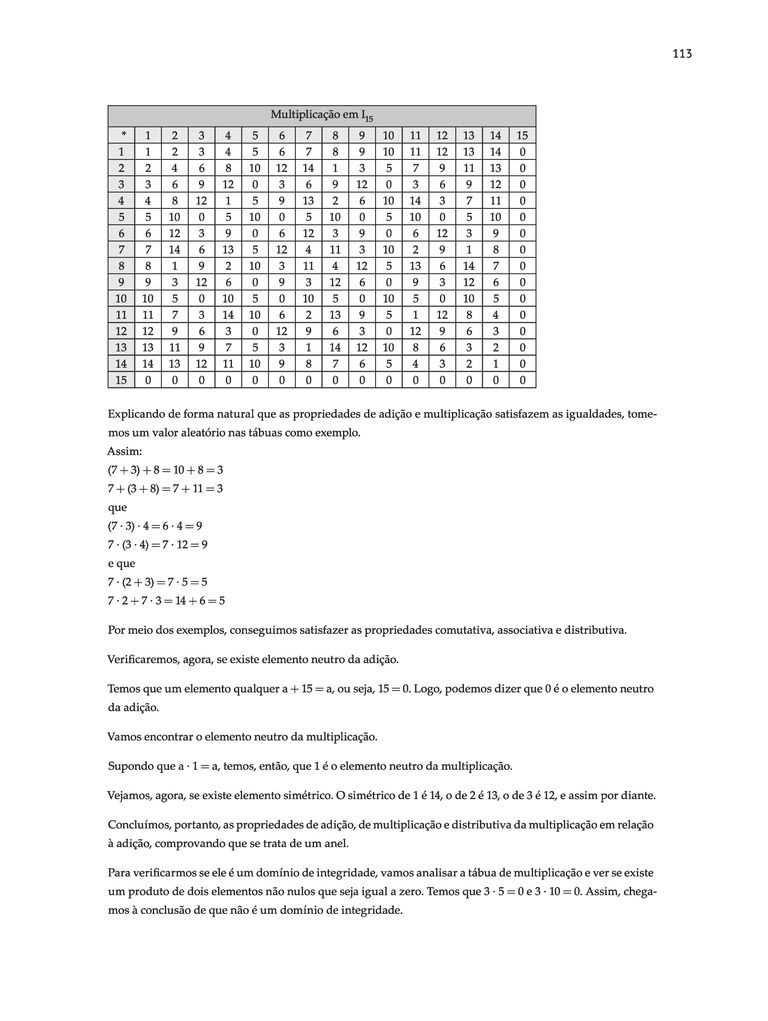 113
Multiplicação em I15
* 1 2 3 4 5 6 7 8 9 10 11 12 13 14 15
1 1 2 3 4 5 6 7 8 9 10 11 12 13 14 0
2 2 4 6 8 10 12 14 1 3 5 7 9 11 13 0
3 3 6 9 12 0 3 6 9 12 0 3 6 9 12 0
4 4 8 12 1 5 9 13 2 6 10 14 3 7 11 0
5 5 10 0 5 10 0 5 10 0 5 10 0 5 10 0
6 6 12 3 9 0 6 12 3 9 0 6 12 3 9 0
7 7 14 6 13 5 12 4 11 3 10 2 9 1 8 0
8 8 1 9 2 10 3 11 4 12 5 13 6 14 7 0
9 9 3 12 6 0 9 3 12 6 0 9 3 12 6 0
10 10 5 0 10 5 0 10 5 0 10 5 0 10 5 0
11 11 7 3 14 10 6 2 13 9 5 1 12 8 4 0
12 12 9 6 3 0 12 9 6 3 0 12 9 6 3 0
13 13 11 9 7 5 3 1 14 12 10 8 6 3 2 0
14 14 13 12 11 10 9 8 7 6 5 4 3 2 1 0
15 0 0 0 0 0 0 0 0 0 0 0 0 0 0 0
Explicando de forma natural que as propriedades de adição e multiplicação satisfazem as igualdades, tome-
mos um valor aleatório nas tábuas como exemplo.
Assim:
(7 + 3) + 8 = 10 + 8 = 3
7 + (3 + 8) = 7 + 11 = 3
que
(7 · 3) · 4 = 6 · 4 = 9
7 · (3 · 4) = 7 · 12 = 9
e que
7 · (2 + 3) = 7 · 5 = 5
7 · 2 + 7 · 3 = 14 + 6 = 5
Por meio dos exemplos, conseguimos satisfazer as propriedades comutativa, associativa e distributiva.
Verificaremos, agora, se existe elemento neutro da adição.
Temos que um elemento qualquer a + 15 = a, ou seja, 15 = 0. Logo, podemos dizer que 0 é o elemento neutro
da adição.
Vamos encontrar o elemento neutro da multiplicação.
Supondo que a · 1 = a, temos, então, que 1 é o elemento neutro da multiplicação.
Vejamos, agora, se existe elemento simétrico. O simétrico de 1 é 14, o de 2 é 13, o de 3 é 12, e assim por diante.
Concluímos, portanto, as propriedades de adição, de multiplicação e distributiva da multiplicação em relação
à adição, comprovando que se trata de um anel.
Para verificarmos se ele é um domínio de integridade, vamos analisar a tábua de multiplicação e ver se existe
um produto de dois elementos não nulos que seja igual a zero. Temos que 3 · 5 = 0 e 3 · 10 = 0. Assim, chega-
mos à conclusão de que não é um domínio de integridade.